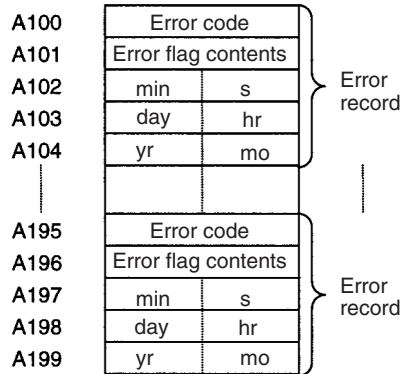 A100 Error code
A101 Error flag contents
A102 min s Error
A103 day hr record
A104 yr mo
A195 Error code
A196 Error flag contents
A197 min s Error
A198 day hr record
A199 yr mo